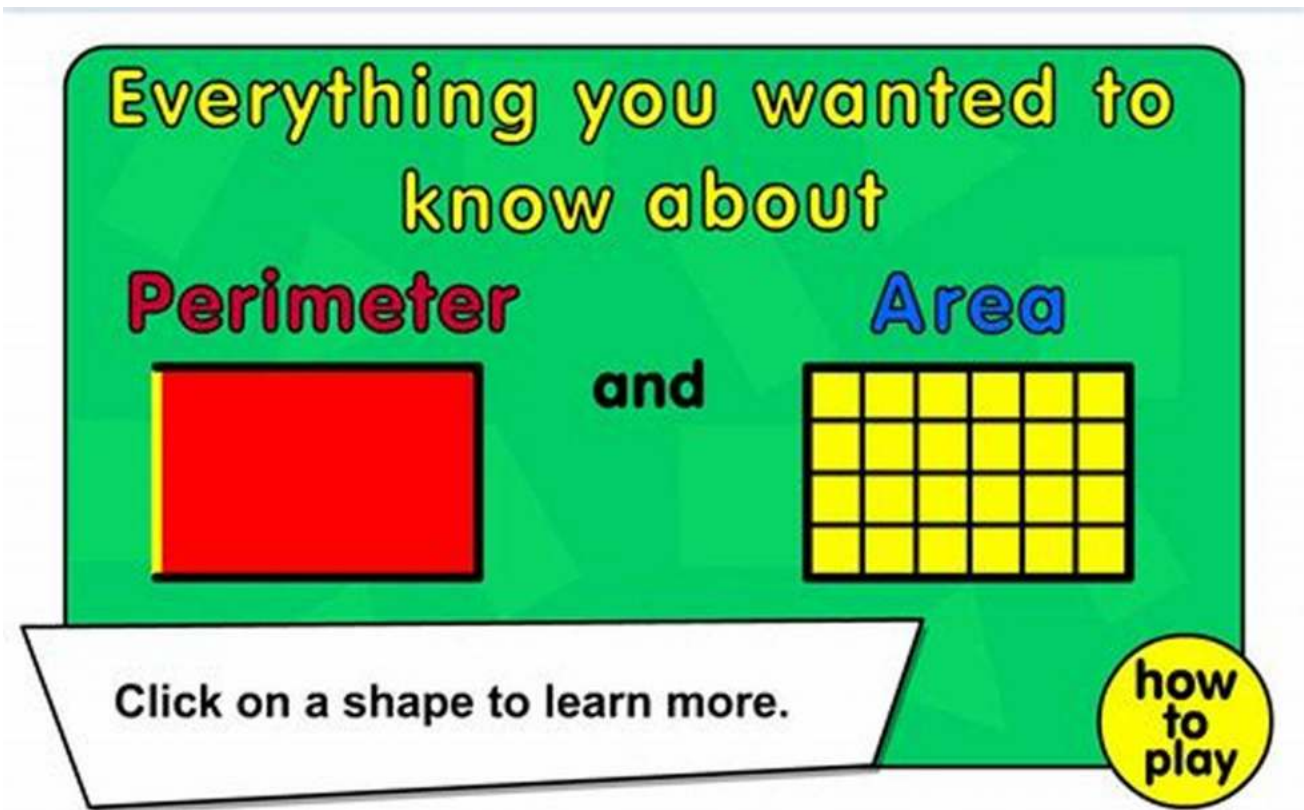 Everything you wanted to
know about
Perimeter
and
Area
Click on a shape to learn more.
how
to
play